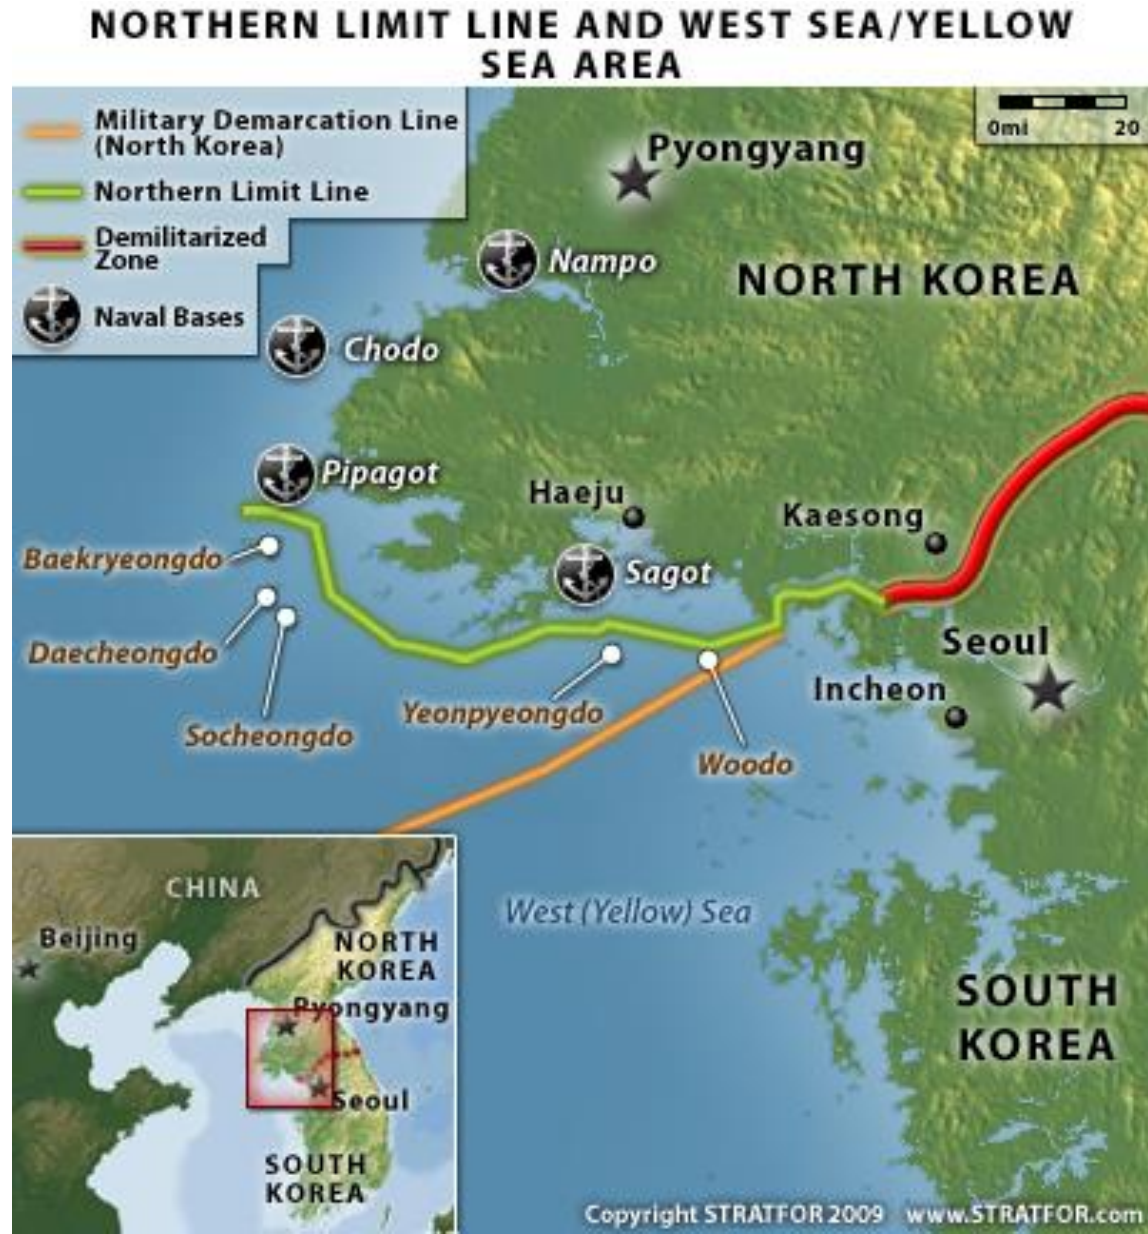 NORTHERN LIMIT LINE AND WEST SEA/YELLOW
SEA AREA
Military Demarcation Line
(North Korea)
Northern Limit Line
Demilitarized
Zone
Naval Bases
0mi 20
Pyongyang
Nampo
NORTH KOREA
Chodo
Pipagot
Haeju
Kaesong
Baekryeongdo
Sagot
Daecheongdo
Seoul
Incheon
Socheongdo
Yeonpyeongdo
Woodo
West (Yellow) Sea
SOUTH
KOREA
CHINA
Beijing
NORTH
KOREA
Pyongyang
Seoul
SOUTH
KOREA
Copyright STRATFOR 2009 www.STRATFOR.com